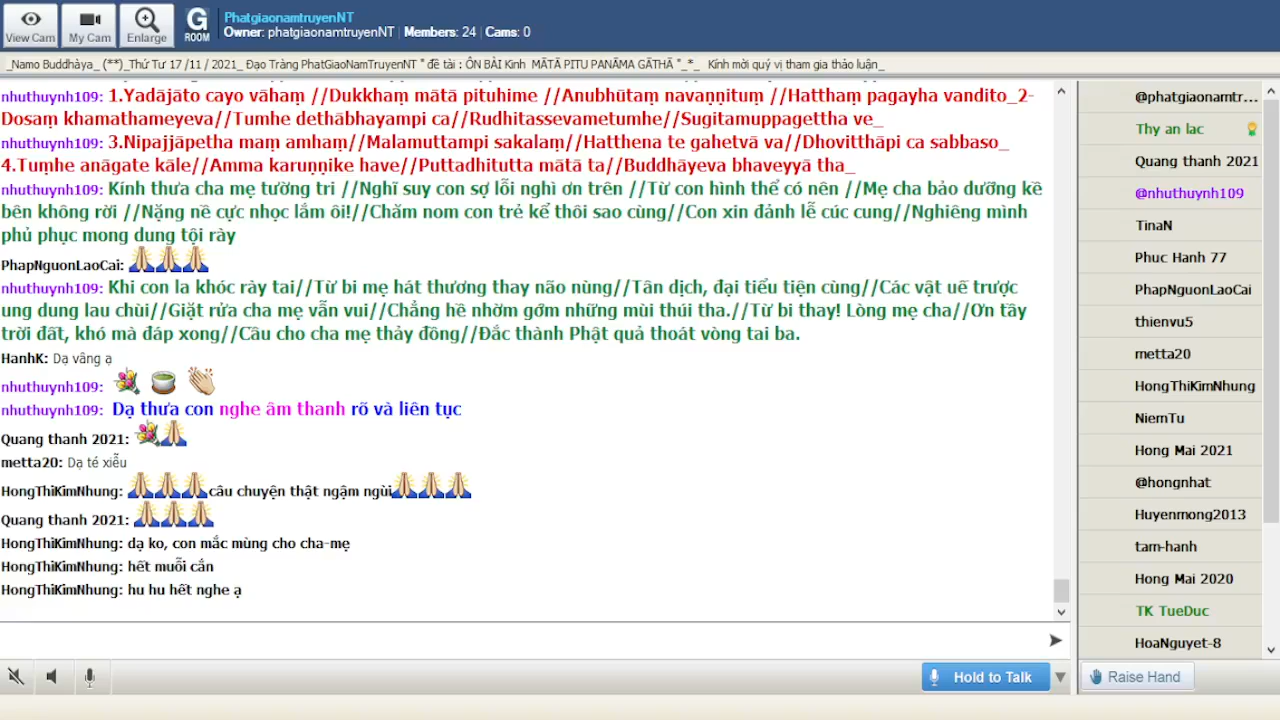 PhatgiaonamtruyenNT
Owner: phatgiaonamtruyenNT | Members: 24 | Cams: 0
View Cam
My Cam
Enlarge
G ROOM
_Namo Buddhàya_ (**)_Thứ Tư 17 /11 / 2021_ Đạo Tràng PhatGiaoNamTruyenNT " đề tài : ÔN BÀI Kinh MĀTĀ PITU PANĀMA GĀTHĀ "_*_ Kính mời quý vị tham gia thảo luận_
nhuthuynh109: 1.Yadājāto cayo vāhaṃ //Dukkhaṃ mātā pituhime //Anubhūtaṃ navaṇṇituṃ //Hatthaṃ pagayha vandito_2-
Dosaṃ khamathameyeva//Tumhe dethābhayampi ca//Rudhitassevametumhe//Sugitamuppagettha ve_
nhuthuynh109: 3.Nipajjāpetha maṃ amhaṃ//Malamuttampi sakalaṃ//Hatthena te gahetvā va//Dhovitthāpi ca sabbaso_
4.Tuṃhe anāgate kāle//Amma karuṇṇike have//Puttadhitutta mātā ta//Buddhāyeva bhaveyyā tha_
nhuthuynh109: Kính thưa cha mẹ tường tri //Nghĩ suy con sợ lỗi nghì ơn trên //Từ con hình thể có nên //Mẹ cha bảo dưỡng kề
bên không rời //Nặng nề cực nhọc lắm ôi!//Chăm nom con trẻ kể thôi sao cùng//Con xin đảnh lễ cúc cung//Nghiêng mình
phủ phục mong dung tội rày
PhapNguonLaoCai: 🙏🙏🙏
nhuthuynh109: Khi con la khóc rày tai//Từ bi mẹ hát thương thay não nùng//Tân dịch, đại tiểu tiện cùng//Các vật uế trược
ung dung lau chùi//Giặt rửa cha mẹ vẫn vui//Chẳng hề nhờm gớm những mùi thúi tha.//Từ bi thay! Lòng mẹ cha//Ơn tầy
trời đất, khó mà đáp xong//Cầu cho cha mẹ thảy đồng//Đắc thành Phật quả thoát vòng tai ba.
HanhK: Dạ vâng ạ
nhuthuynh109: 💐 🍵 👏
nhuthuynh109: Dạ thưa con nghe âm thanh rõ và liên tục
Quang thanh 2021: 💐🙏
metta20: Dạ té xiễu
HongThiKimNhung: 🙏🙏🙏câu chuyện thật ngậm ngùi🙏🙏🙏
Quang thanh 2021: 🙏🙏🙏
HongThiKimNhung: dạ ko, con mắc mùng cho cha-mẹ
HongThiKimNhung: hết muỗi cắn
HongThiKimNhung: hu hu hết nghe ạ
Hold to Talk
@phatgiaonamtr...
Thy an lac
Quang thanh 2021
@nhuthuynh109
TinaN
Phuc Hanh 77
PhapNguonLaoCai
thienvu5
metta20
HongThiKimNhung
NiemTu
Hong Mai 2021
@hongnhat
Huyenmong2013
tam-hanh
Hong Mai 2020
TK TueDuc
HoaNguyet-8
Raise Hand